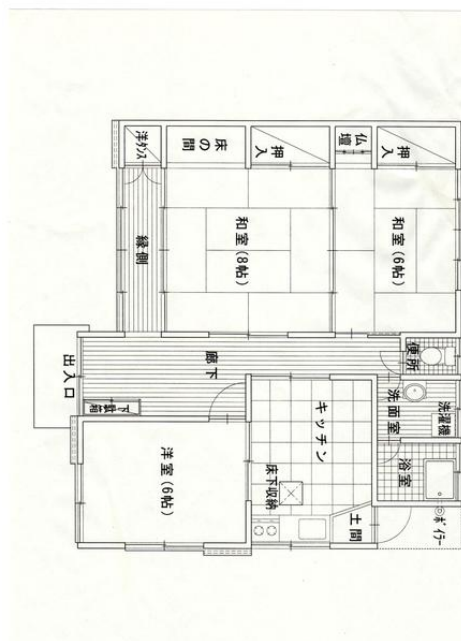 洋ダンス
床の間
押入
仏壇
押入
縁側
和室(8帖)
和室(6帖)
出入口
廊下
便所
下駄箱
洗面室
洗濯機
キッチン
浴室
洋室(6帖)
床下収納
土間
ボイラー